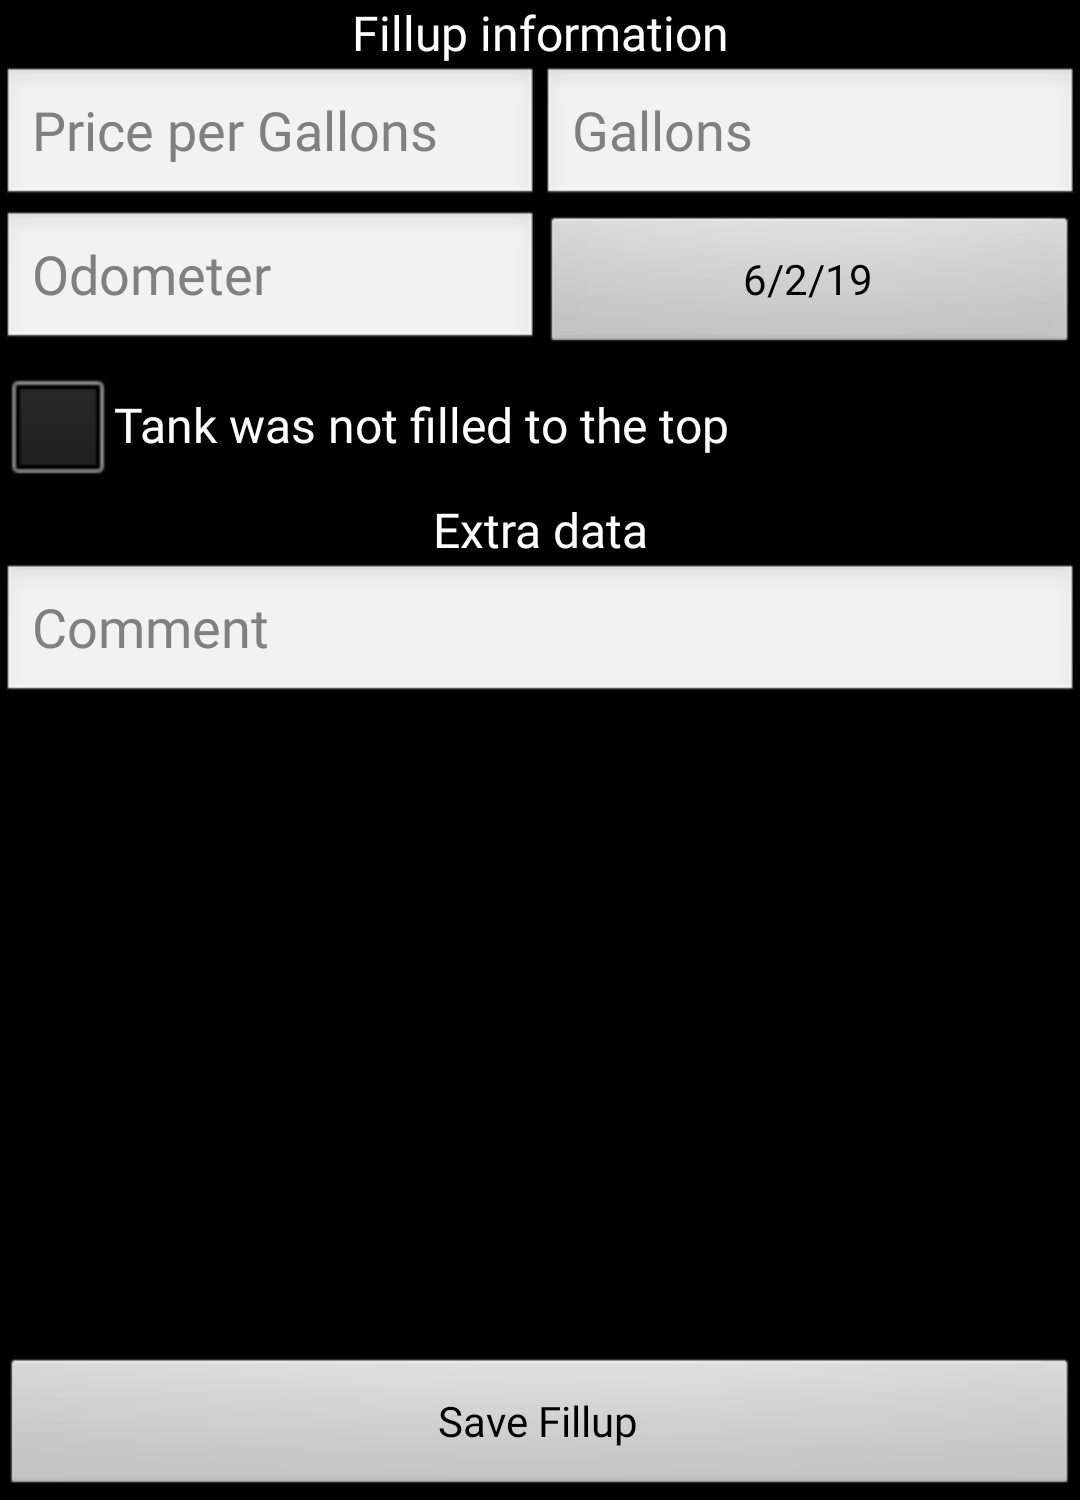 Fillup information
Price per Gallons
Gallons
Odometer
6/2/19
Tank was not filled to the top
Extra data
Comment
Save Fillup